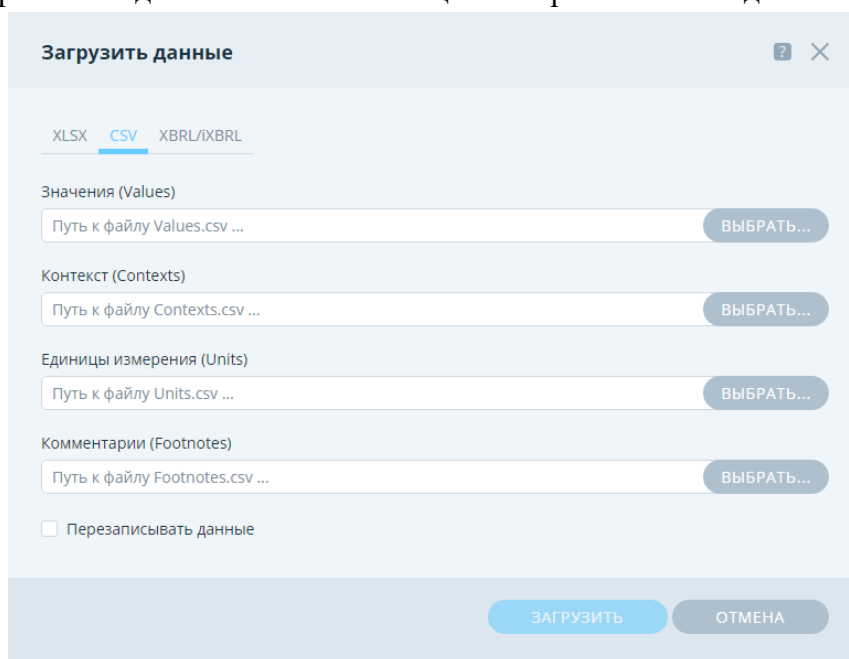 Загрузить данные
?
XLSX CSV XBRL/iXBRL
Значения (Values)
Путь к файлу Values.csv ... ВЫБРАТЬ...
Контекст (Contexts)
Путь к файлу Contexts.csv ... ВЫБРАТЬ...
Единицы измерения (Units)
Путь к файлу Units.csv ... ВЫБРАТЬ...
Комментарии (Footnotes)
Путь к файлу Footnotes.csv ... ВЫБРАТЬ...
Перезаписывать данные
ЗАГРУЗИТЬ ОТМЕНА